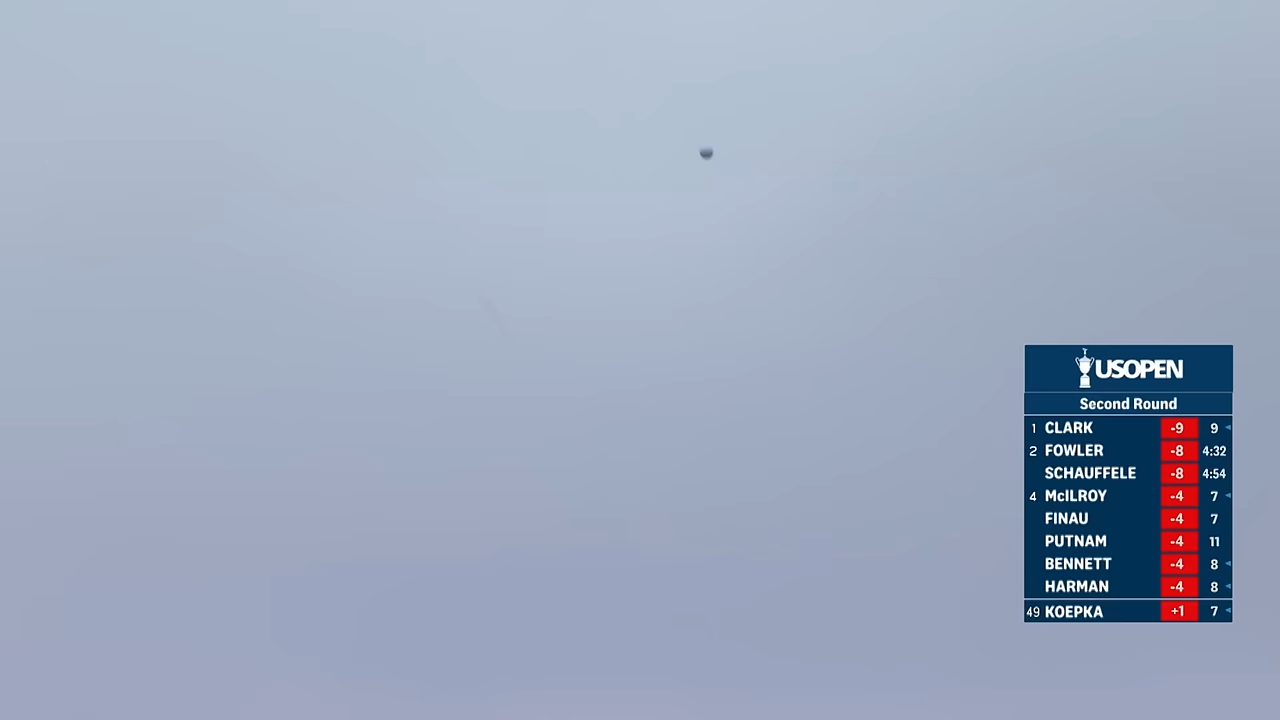 USOPEN
Second Round
1 CLARK -9 9
2 FOWLER -8 4:32
SCHAUFFELE -8 4:54
4 McILROY -4 7
FINAU -4 7
PUTNAM -4 11
BENNETT -4 8
HARMAN -4 8
49 KOEPKA +1 7